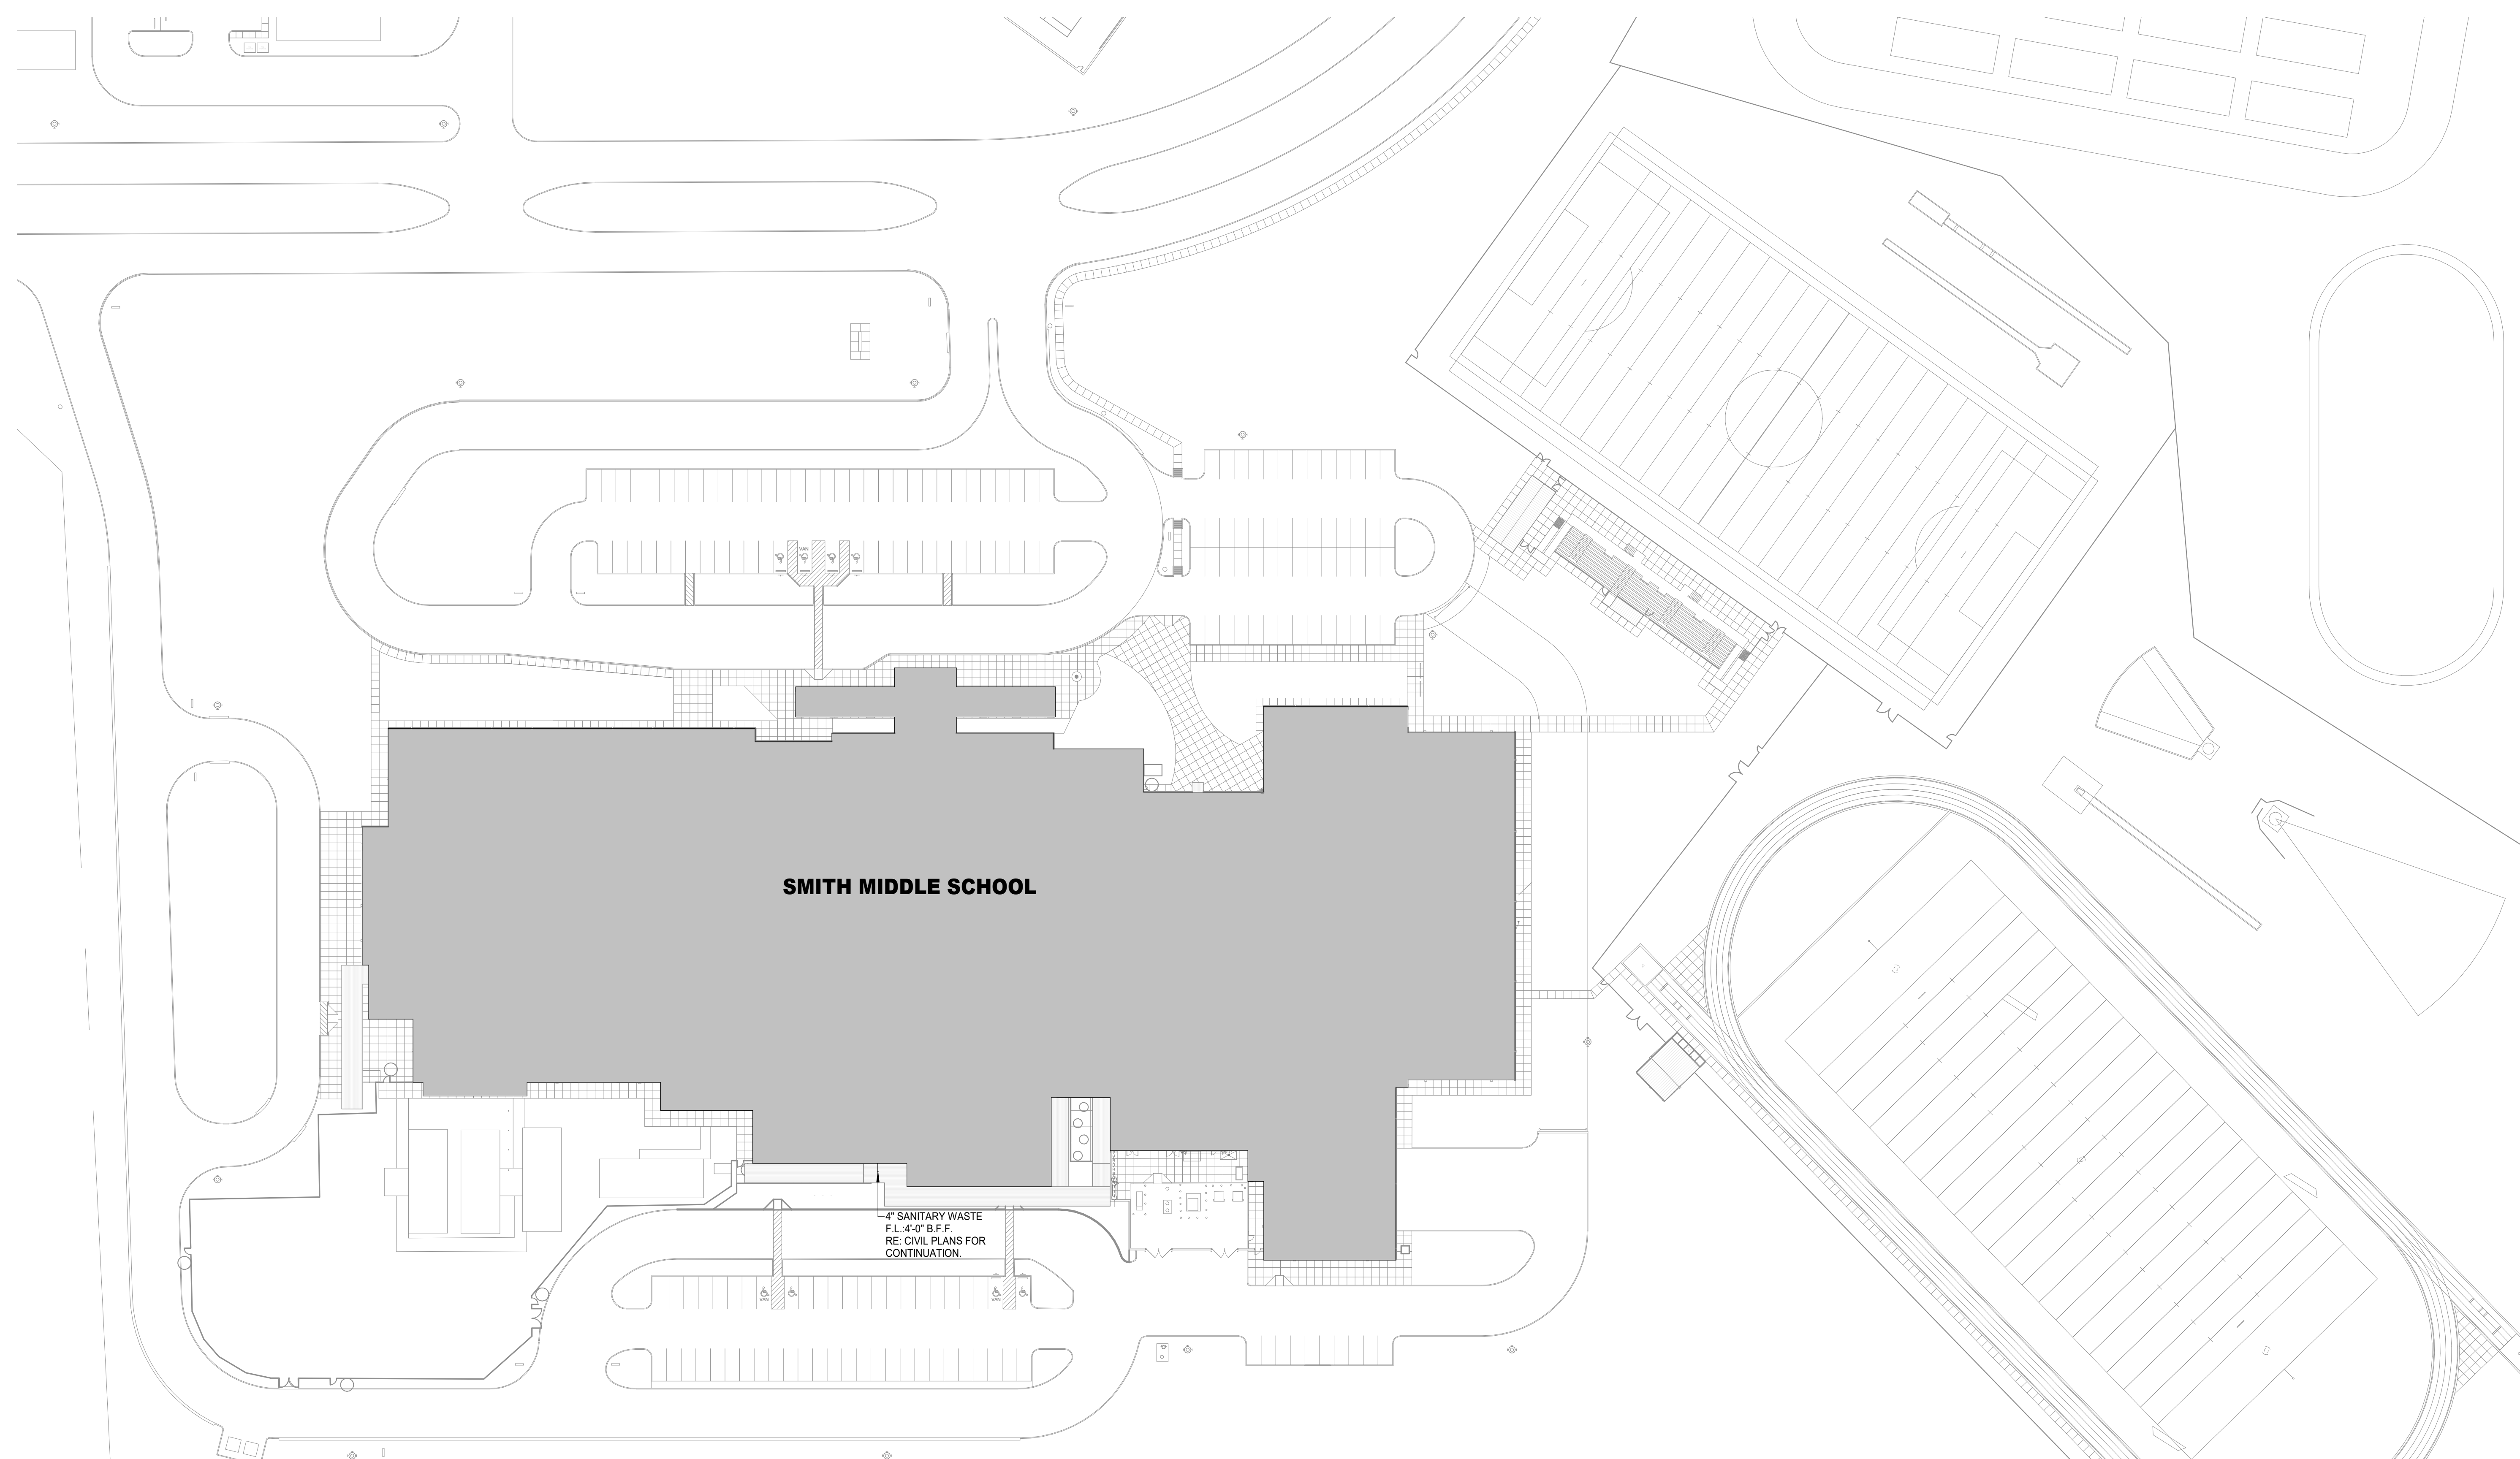 VAN
SMITH MIDDLE SCHOOL
4" SANITARY WASTE
F.L.:4'-0" B.F.F.
RE: CIVIL PLANS FOR
CONTINUATION.
VAN
VAN